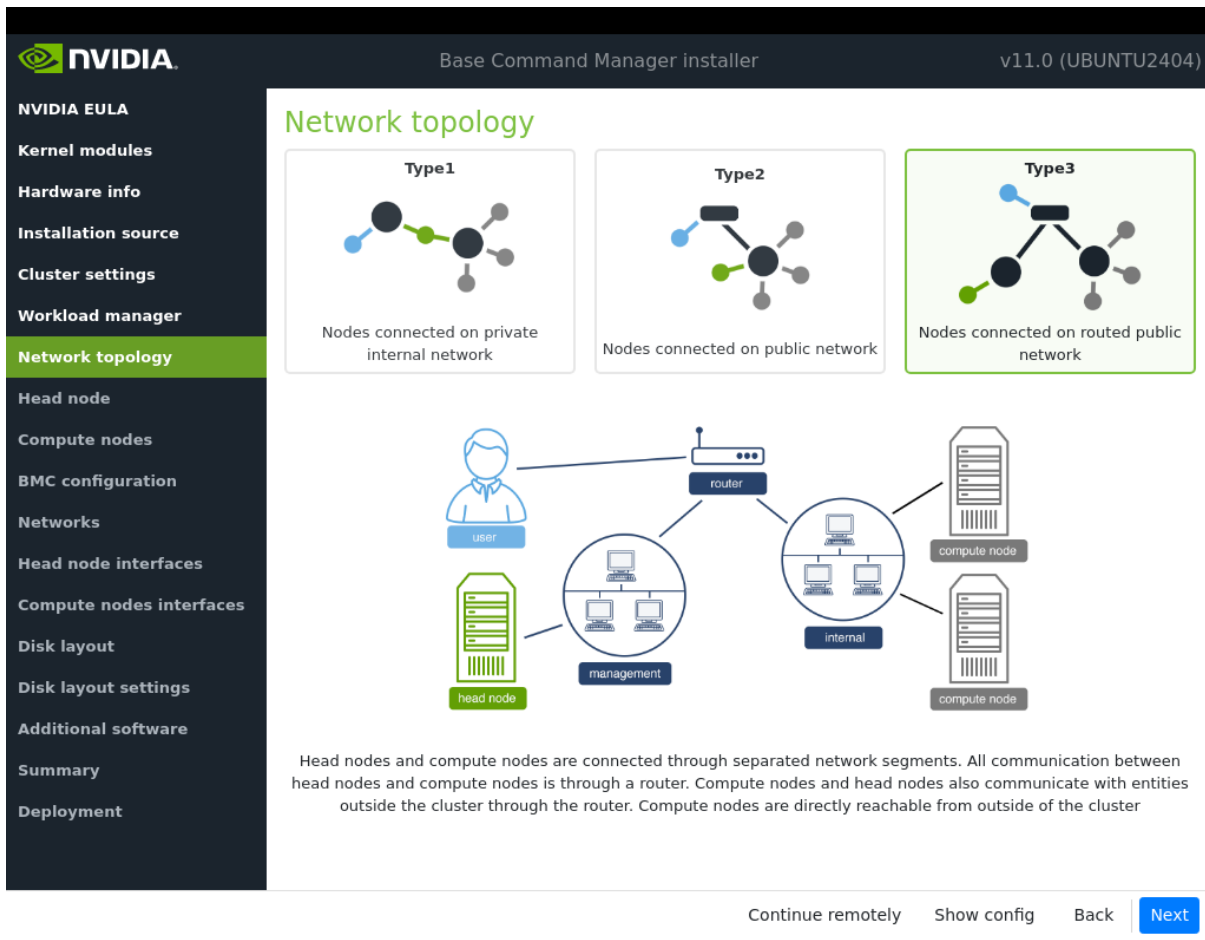 NVIDIA.
Base Command Manager installer
v11.0 (UBUNTU2404)
NVIDIA EULA
Kernel modules
Hardware info
Installation source
Cluster settings
Workload manager
Network topology
Head node
Compute nodes
BMC configuration
Networks
Head node interfaces
Compute nodes interfaces
Disk layout
Disk layout settings
Additional software
Summary
Deployment
Network topology
Type1
Nodes connected on private
internal network
Type2
Nodes connected on public network
Type3
Nodes connected on routed public
network
user
router
compute node
internal
management
head node
compute node
Head nodes and compute nodes are connected through separated network segments. All communication between
head nodes and compute nodes is through a router. Compute nodes and head nodes also communicate with entities
outside the cluster through the router. Compute nodes are directly reachable from outside of the cluster
Continue remotely
Show config
Back
Next